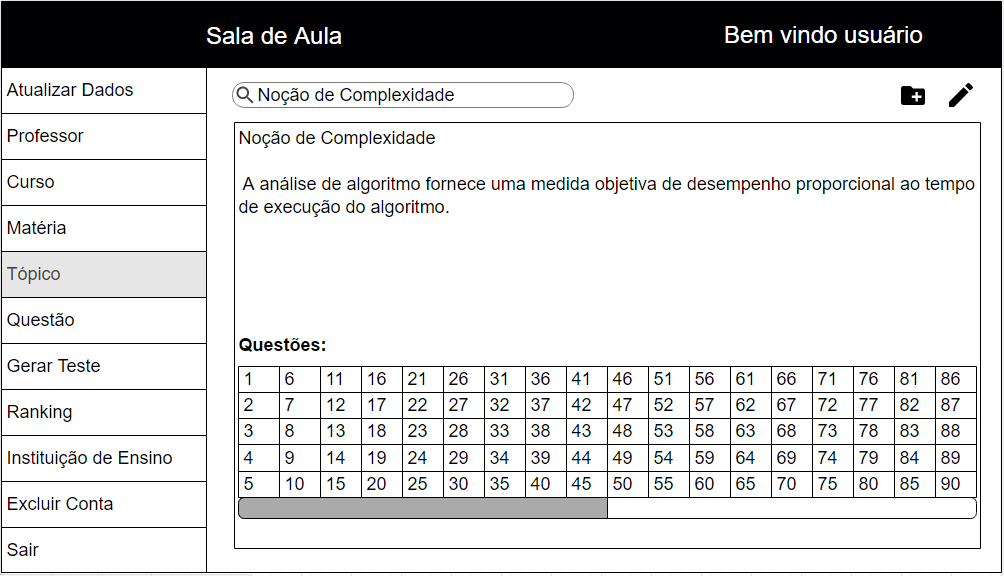 Sala de Aula
Bem vindo usuário
Atualizar Dados
Professor
Curso
Matéria
Tópico
Questão
Gerar Teste
Ranking
Instituição de Ensino
Excluir Conta
Sair
Noção de Complexidade
Noção de Complexidade
A análise de algoritmo fornece uma medida objetiva de desempenho proporcional ao tempo
de execução do algoritmo.
Questões:
1 6 11 16 21 26 31 36 41 46 51 56 61 66 71 76 81 86
2 7 12 17 22 27 32 37 42 47 52 57 62 67 72 77 82 87
3 8 13 18 23 28 33 38 43 48 53 58 63 68 73 78 83 88
4 9 14 19 24 29 34 39 44 49 54 59 64 69 74 79 84 89
5 10 15 20 25 30 35 40 45 50 55 60 65 70 75 80 85 90